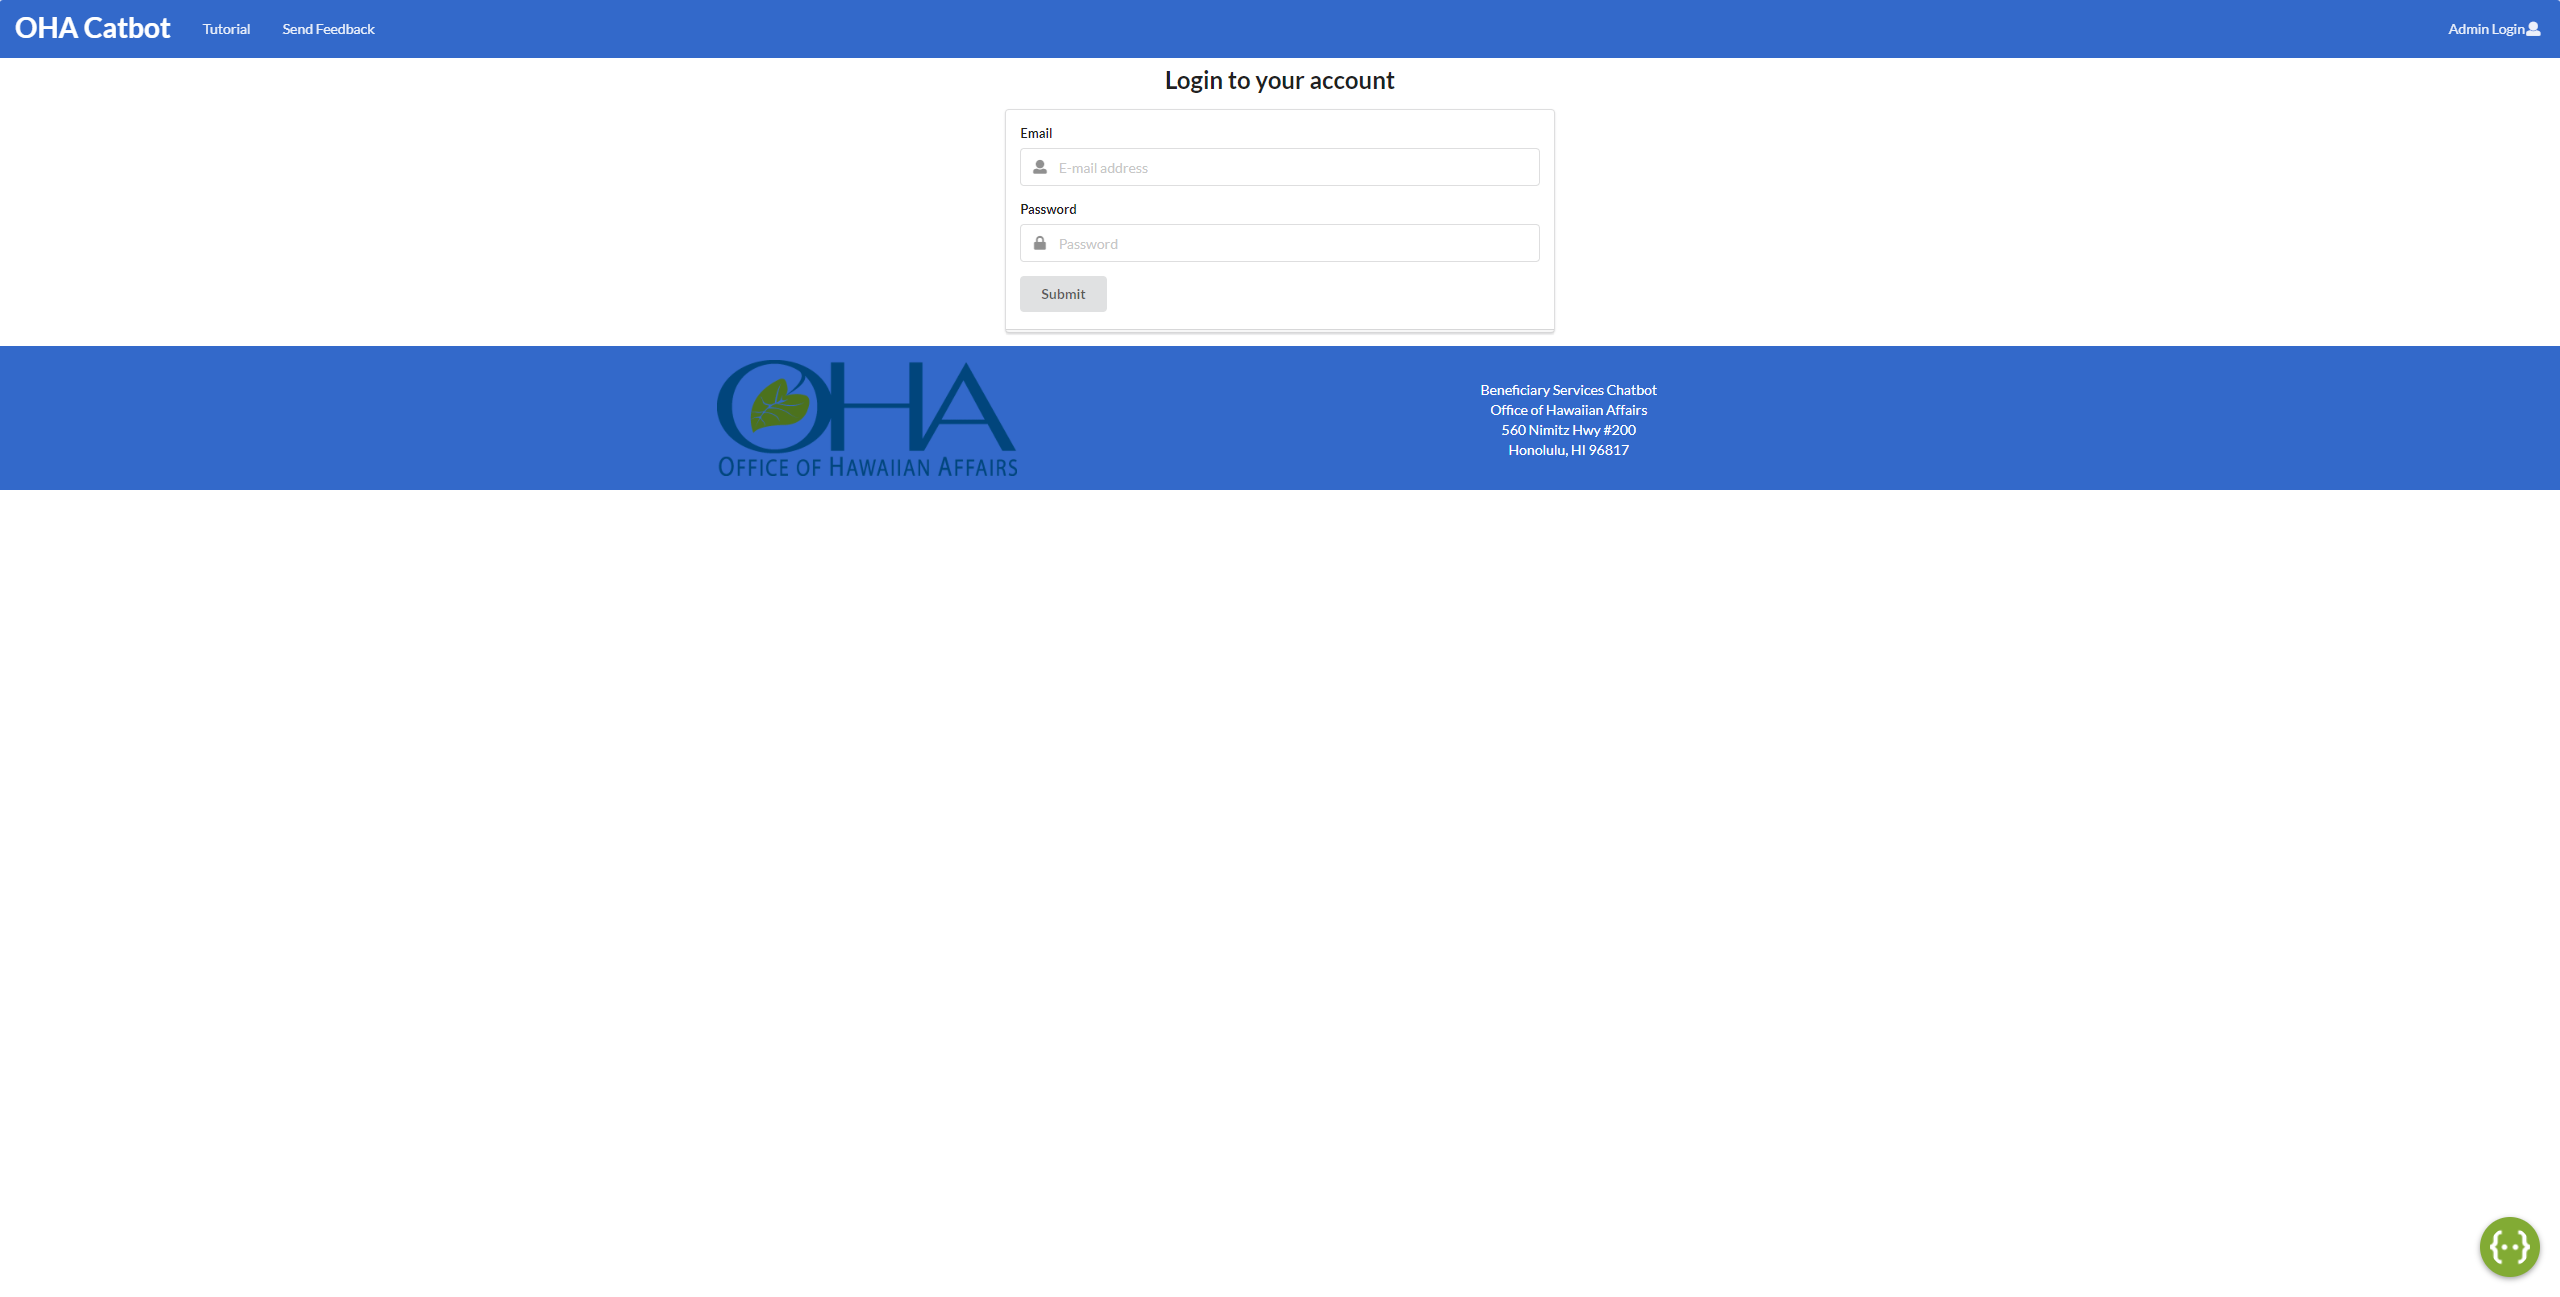 OHA Catbot
Tutorial
Send Feedback
Admin Login
Login to your account
Email
E-mail address
Password
Password
Submit
OHA
OFFICE OF HAWAIIAN AFFAIRS
Beneficiary Services Chatbot
Office of Hawaiian Affairs
560 Nimitz Hwy #200
Honolulu, HI 96817